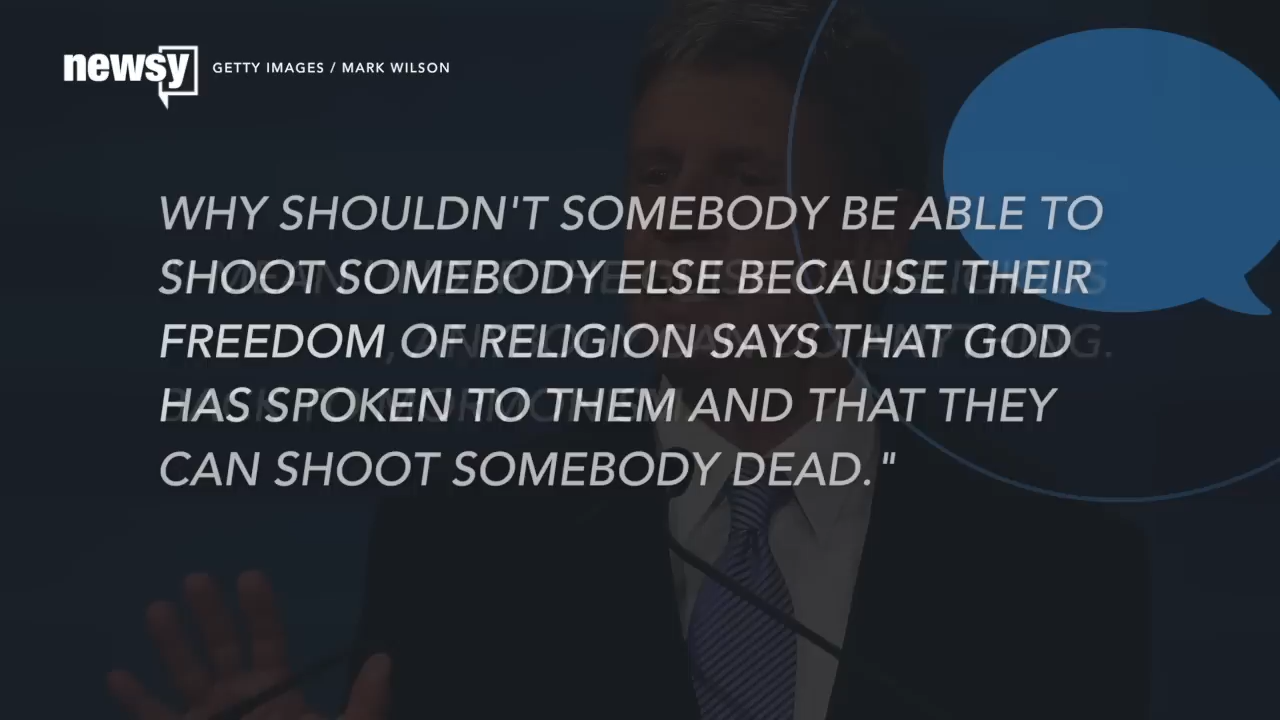 newsy GETTY IMAGES / MARK WILSON
WHY SHOULDN'T SOMEBODY BE ABLE TO
SHOOT SOMEBODY ELSE BECAUSE THEIR
FREEDOM OF RELIGION SAYS THAT GOD
HAS SPOKEN TO THEM AND THAT THEY
CAN SHOOT SOMEBODY DEAD."